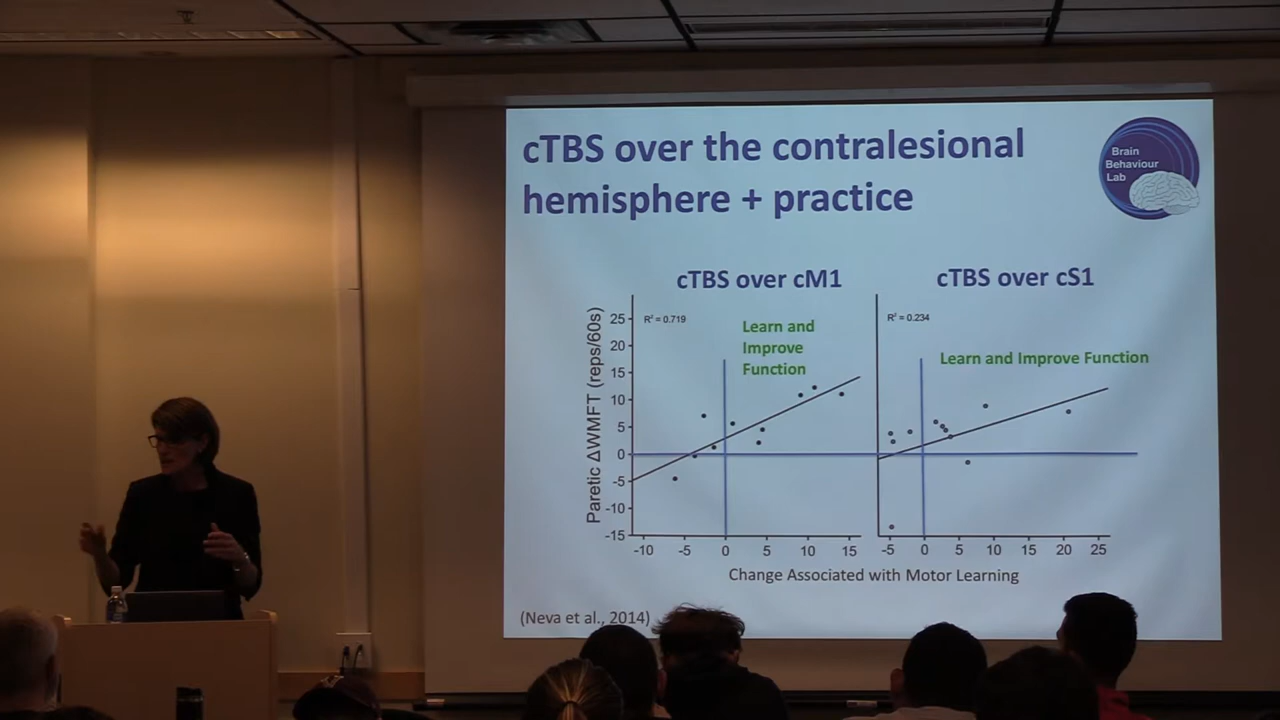 cTBS over the contralesional
hemisphere + practice
Brain
Behaviour
Lab
cTBS over cM1
cTBS over cS1
R² = 0.719
R² = 0.234
Learn and
Improve
Function
Learn and Improve Function
Paretic ΔWMFT (reps/60s)
25
20
15
10
5
0
-5
-10
-15
-10 -5 0 5 10 15
-5 0 5 10 15 20 25
Change Associated with Motor Learning
(Neva et al., 2014)